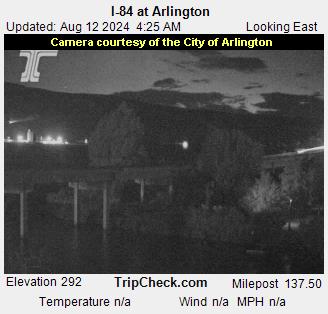 I-84 at Arlington
Updated: Aug 12 2024 4:25 AM Looking East
Camera courtesy of the City of Arlington
Elevation 292 TripCheck.com Milepost 137.50
Temperature n/a Wind n/a MPH n/a